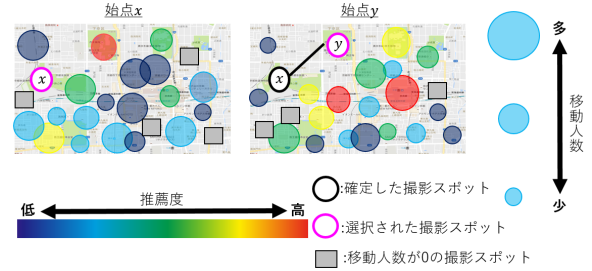 始点x
始点y
x
y
x
多
移動人数
少
推薦度
低
高
:確定した撮影スポット
:選択された撮影スポット
:移動人数が0の撮影スポット